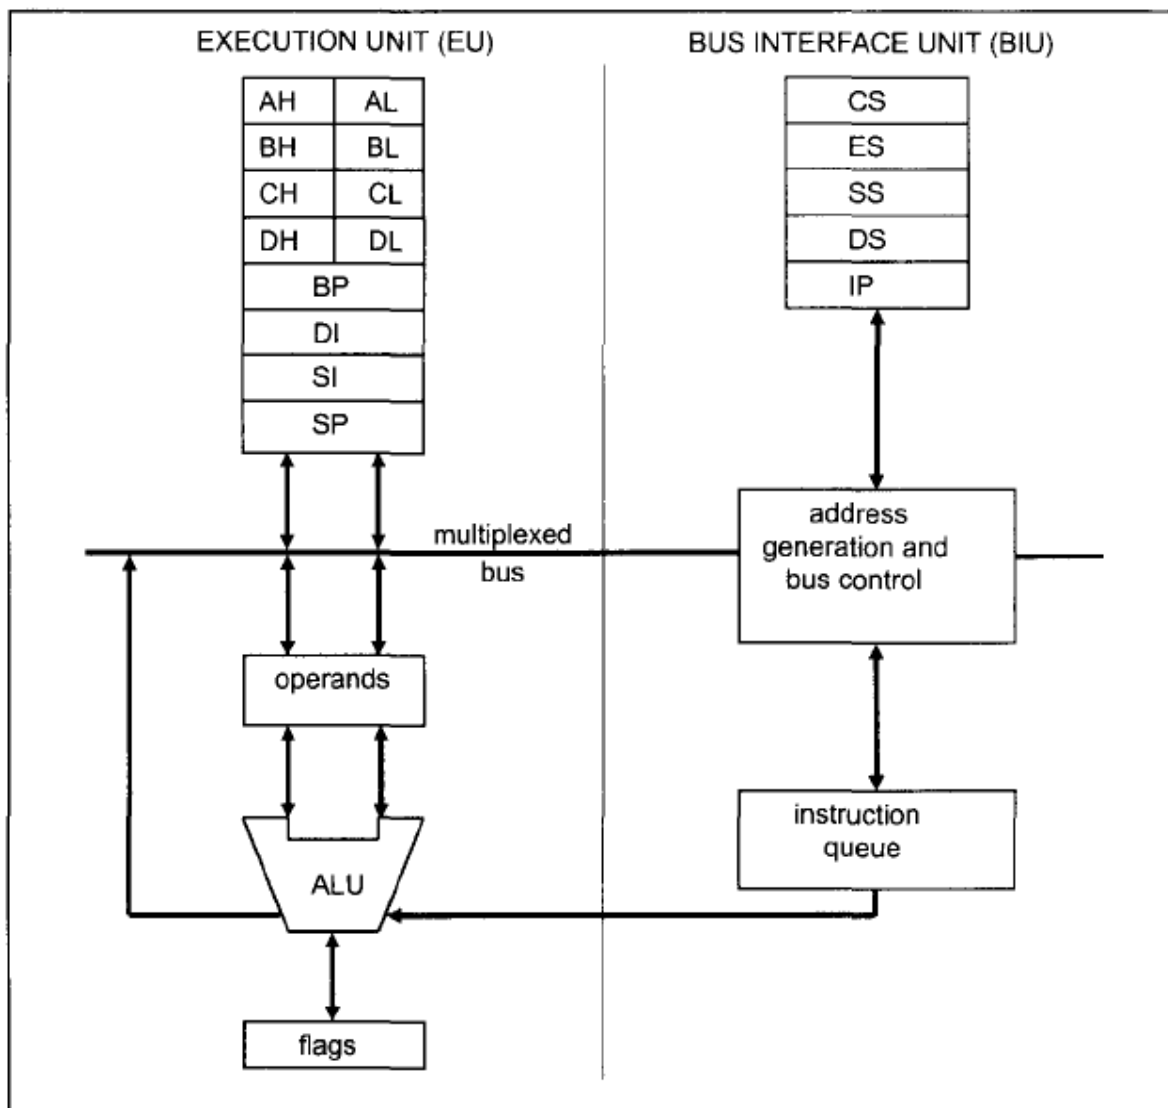 EXECUTION UNIT (EU)
BUS INTERFACE UNIT (BIU)
AH AL
BH BL
CH CL
DH DL
BP
DI
SI
SP
CS
ES
SS
DS
IP
multiplexed
bus
address
generation and
bus control
operands
instruction
queue
ALU
flags